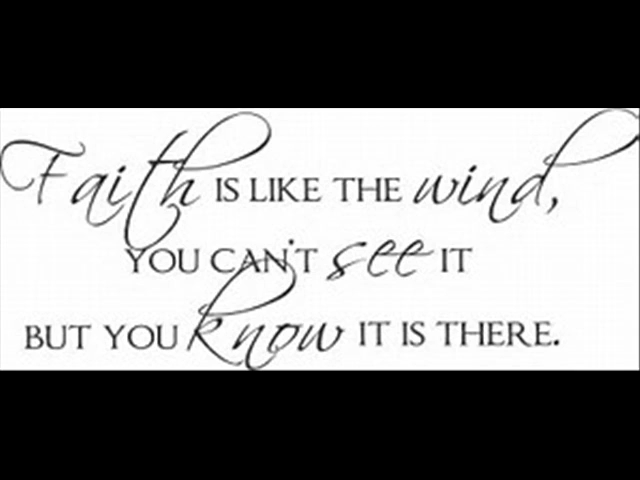 Faith IS LIKE THE wind,
YOU CAN'T see IT
BUT YOU know IT IS THERE.